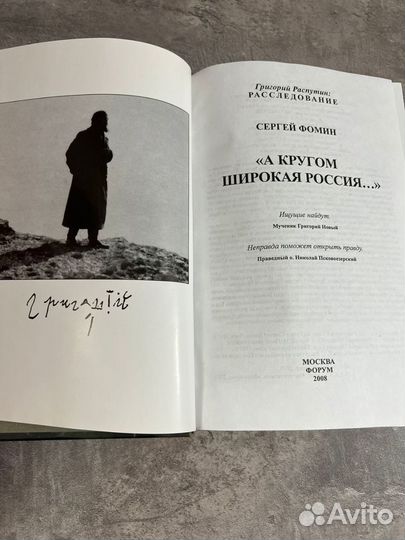 Григорий Распутин:
РАССЛЕДОВАНИЕ
СЕРГЕЙ ФОМИН
«А КРУГОМ
ШИРОКАЯ РОССИЯ...»
Ищущие найдут.
Мученик Григорий Новый
Неправда поможет открыть правду.
Праведный о. Николай Псковоезерский
МОСКВА
ФОРУМ
2008
Avito